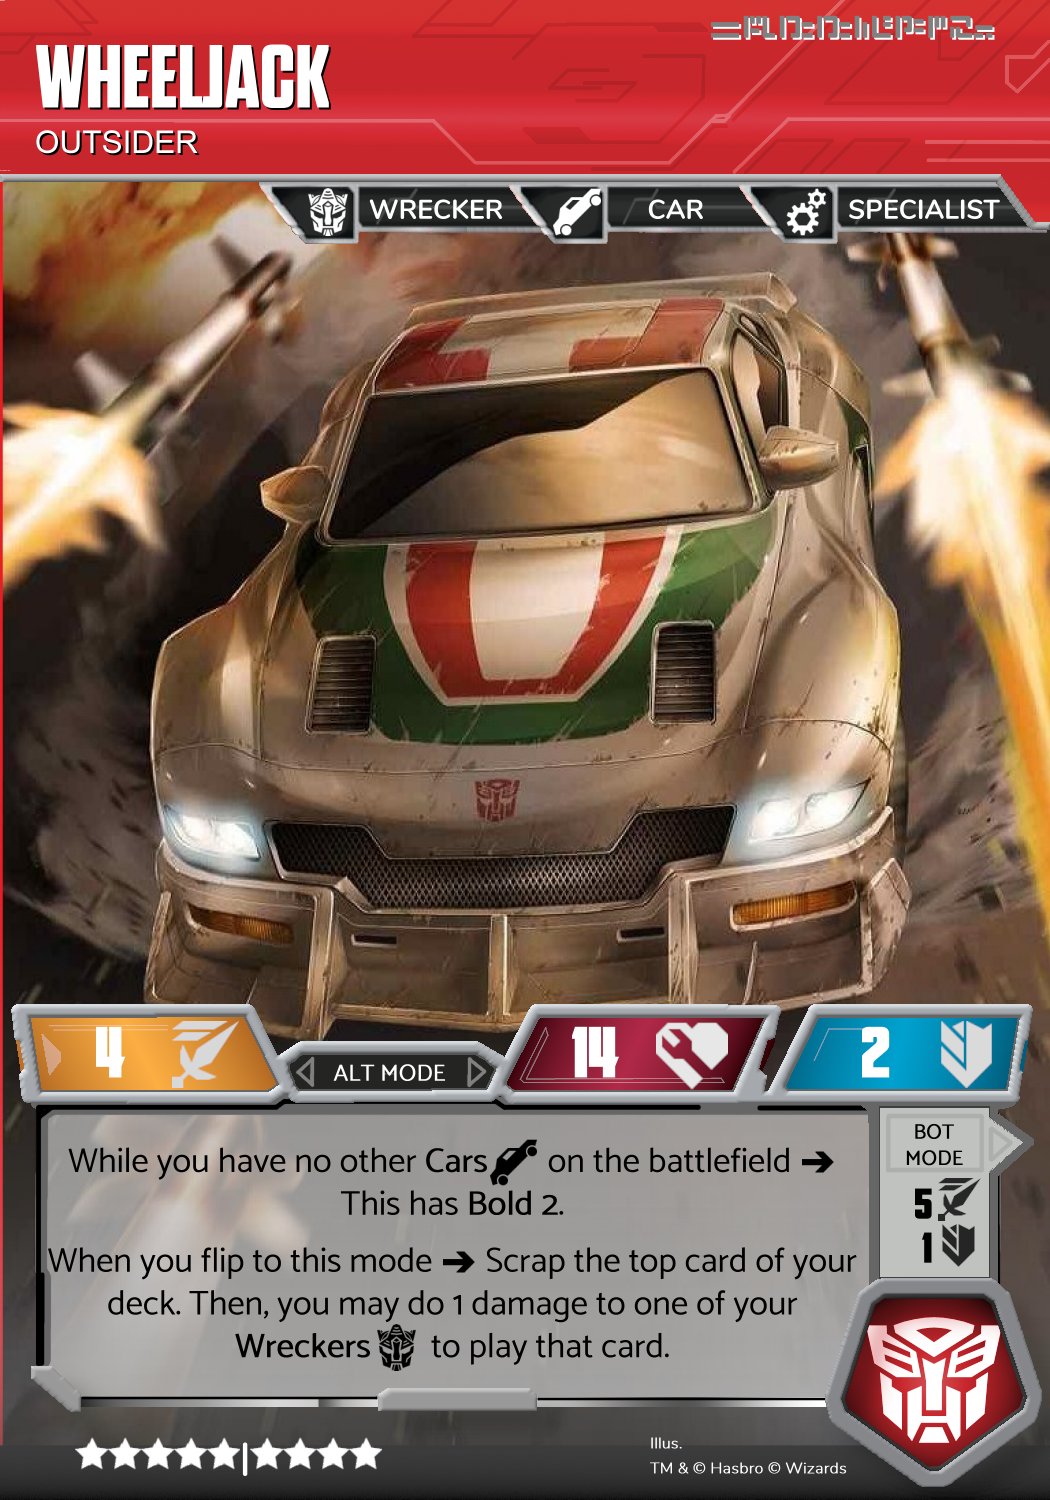 WHEELJACK
OUTSIDER
WRECKER CAR SPECIALIST
4 ALT MODE 14 2
While you have no other Cars on the battlefield ➔
This has Bold 2.
When you flip to this mode ➔ Scrap the top card of your
deck. Then, you may do 1 damage to one of your
Wreckers to play that card.
BOT
MODE
5
1
Illus.
TM & © Hasbro © Wizards